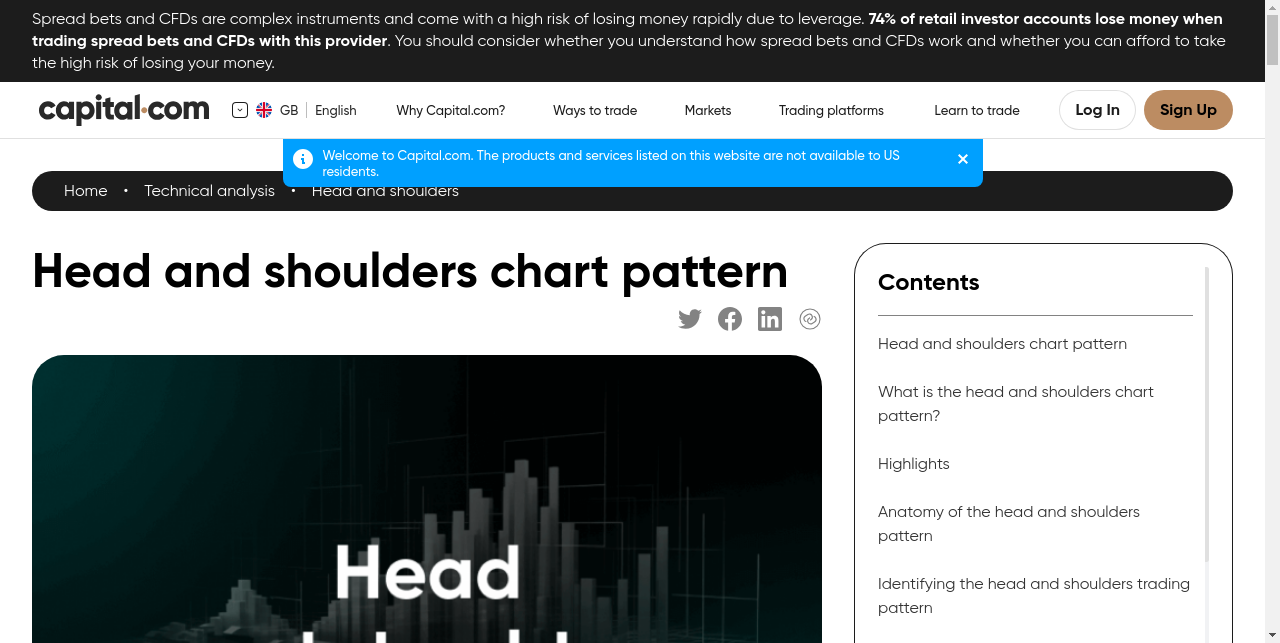 Spread bets and CFDs are complex instruments and come with a high risk of losing money rapidly due to leverage. 74% of retail investor accounts lose money when
trading spread bets and CFDs with this provider. You should consider whether you understand how spread bets and CFDs work and whether you can afford to take
the high risk of losing your money.
capital.com
GB English
Why Capital.com?
Ways to trade
Markets
Trading platforms
Learn to trade
Log In
Sign Up
Welcome to Capital.com. The products and services listed on this website are not available to US
residents.
Home • Technical analysis • Head and shoulders
Head and shoulders chart pattern
Head
Contents
Head and shoulders chart pattern
What is the head and shoulders chart
pattern?
Highlights
Anatomy of the head and shoulders
pattern
Identifying the head and shoulders trading
pattern